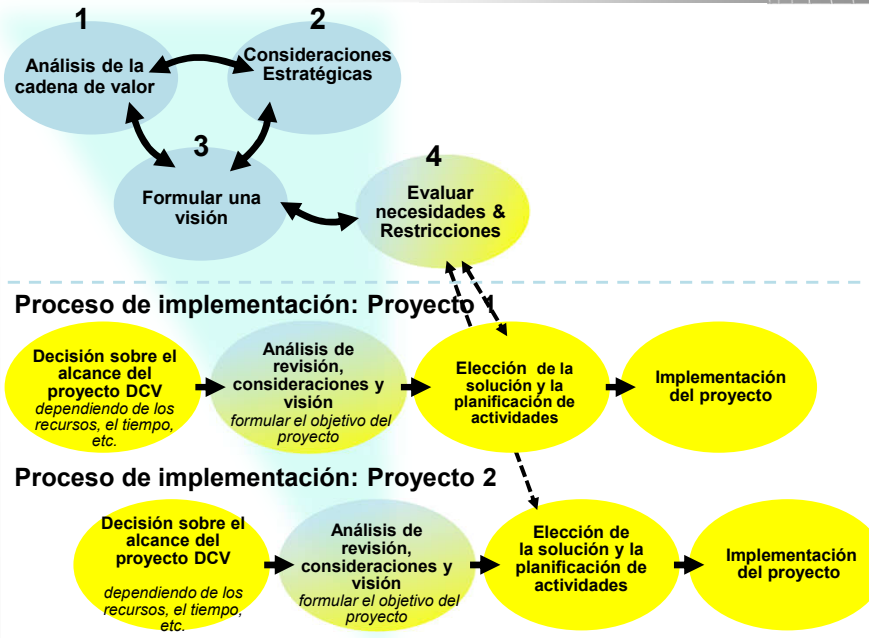 1
Análisis de la
cadena de valor
2
Consideraciones
Estratégicas
3
Formular una
visión
4
Evaluar
necesidades &
Restricciones
Proceso de implementación: Proyecto 1
Decisión sobre el
alcance del
proyecto DCV
dependiendo de los
recursos, el tiempo,
etc.
Análisis de
revisión,
consideraciones y
visión
formular el objetivo del
proyecto
Elección de la
solución y la
planificación de
actividades
Implementación
del proyecto
Proceso de implementación: Proyecto 2
Decisión sobre el
alcance del
proyecto DCV
dependiendo de los
recursos, el tiempo,
etc.
Análisis de
revisión,
consideraciones y
visión
formular el objetivo del
proyecto
Elección de
la solución y la
planificación de
actividades
Implementación
del proyecto